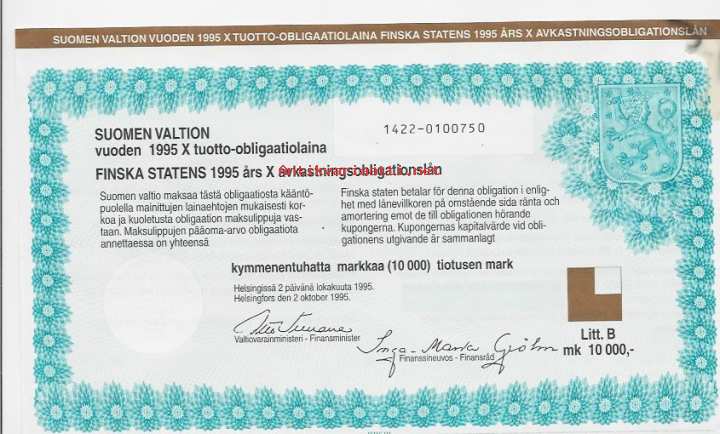 SUOMEN VALTION VUODEN 1995 X TUOTTO-OBLIGAATIOLAINA FINSKA STATENS 1995 ÅRS X AVKASTNINGSOBLIGATIONSLÅN
1422-0100750
SUOMEN VALTION
vuoden 1995 X tuotto-obligaatiolaina
FINSKA STATENS 1995 års X avkastningsobligationslån
Suomen valtio maksaa tästä obligaatiosta kääntö-
puolella mainittujen lainaehtojen mukaisesti kor-
koa ja kuoletusta obligaation maksulippuja vas-
taan. Maksulippujen pääoma-arvo obligaatiota
annettaessa on yhteensä
Finska staten betalar för denna obligation i enlig-
het med lånevillkoren på omstående sida ränta och
amortering emot de till obligationen hörande
kupongerna. Kupongernas kapitalvärde vid obli-
gationens utgivande är sammanlagt
kymmenentuhatta markkaa (10 000) tiotusen mark
Helsingissä 2 päivänä lokakuuta 1995.
Helsingfors den 2 oktober 1995.
Valtiovarainministeri - Finansminister
Inga-Maria Grohn
Finanssineuvos - Finansråd
Litt. B
mk 10 000,-